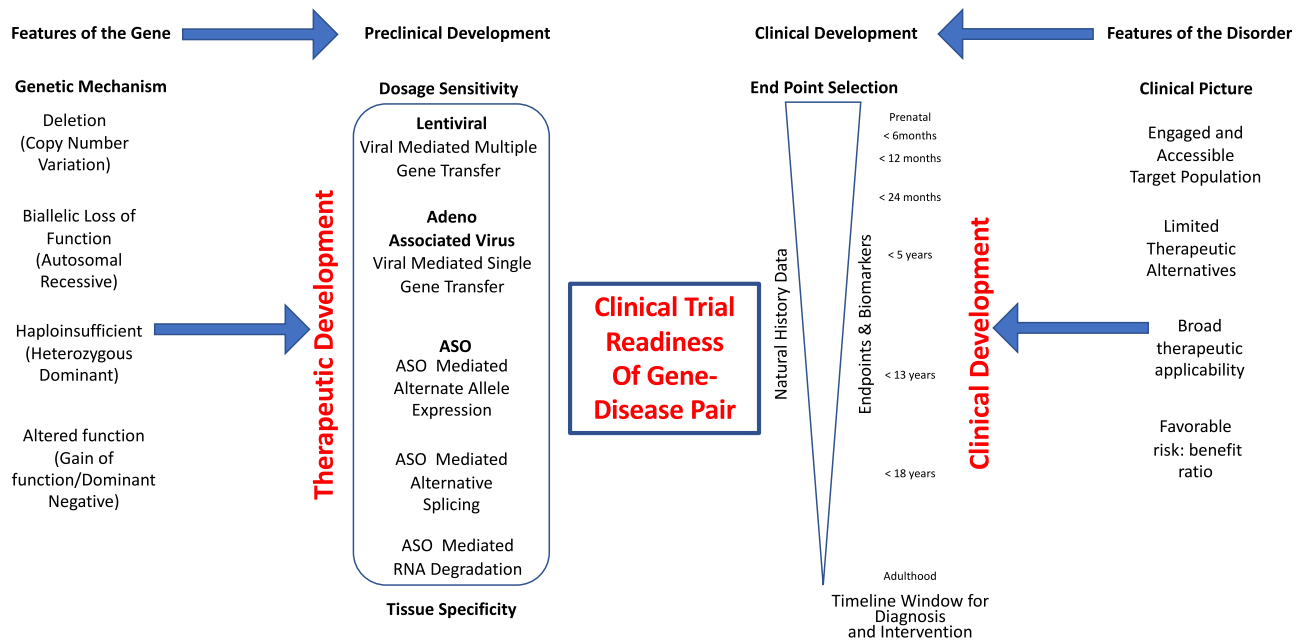 Features of the Gene
Preclinical Development
Clinical Development
Features of the Disorder
Genetic Mechanism
Deletion
(Copy Number
Variation)
Biallelic Loss of
Function
(Autosomal
Recessive)
Haploinsufficient
(Heterozygous
Dominant)
Altered function
(Gain of
function/Dominant
Negative)
Therapeutic Development
Dosage Sensitivity
Lentiviral
Viral Mediated Multiple
Gene Transfer
Adeno
Associated Virus
Viral Mediated Single
Gene Transfer
ASO
ASO Mediated
Alternate Allele
Expression
ASO Mediated
Alternative
Splicing
ASO Mediated
RNA Degradation
Tissue Specificity
Clinical Trial
Readiness
Of Gene-
Disease Pair
End Point Selection
Natural History Data
Endpoints & Biomarkers
Prenatal
< 6months
< 12 months
< 24 months
< 5 years
< 13 years
< 18 years
Adulthood
Timeline Window for
Diagnosis
and Intervention
Clinical Development
Clinical Picture
Engaged and
Accessible
Target Population
Limited
Therapeutic
Alternatives
Broad
therapeutic
applicability
Favorable
risk: benefit
ratio